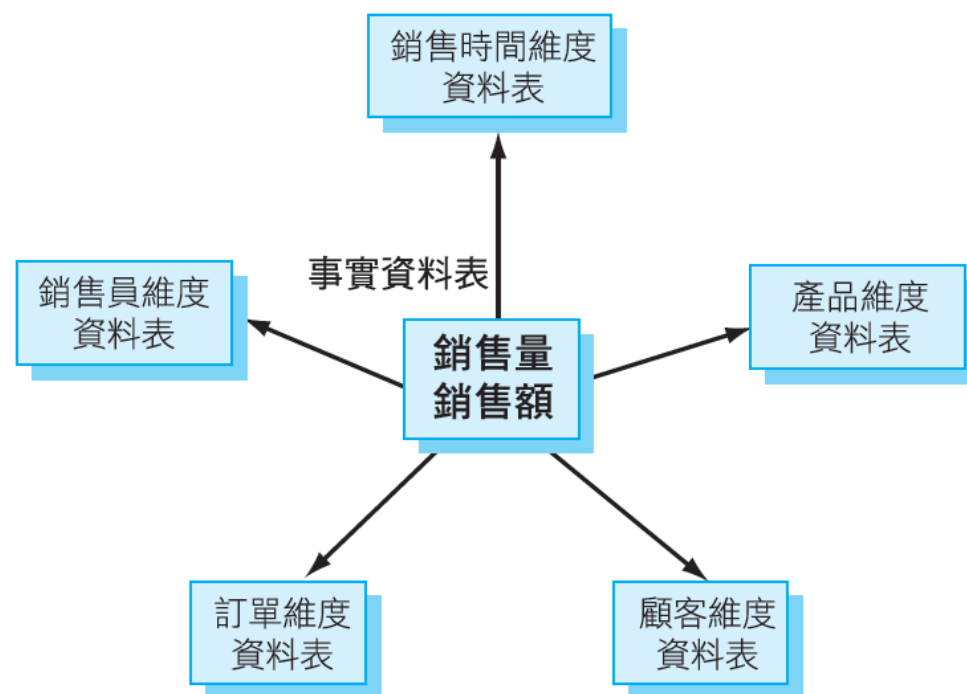 銷售時間維度
資料表
事實資料表
銷售員維度
資料表
產品維度
資料表
銷售量
銷售額
訂單維度
資料表
顧客維度
資料表